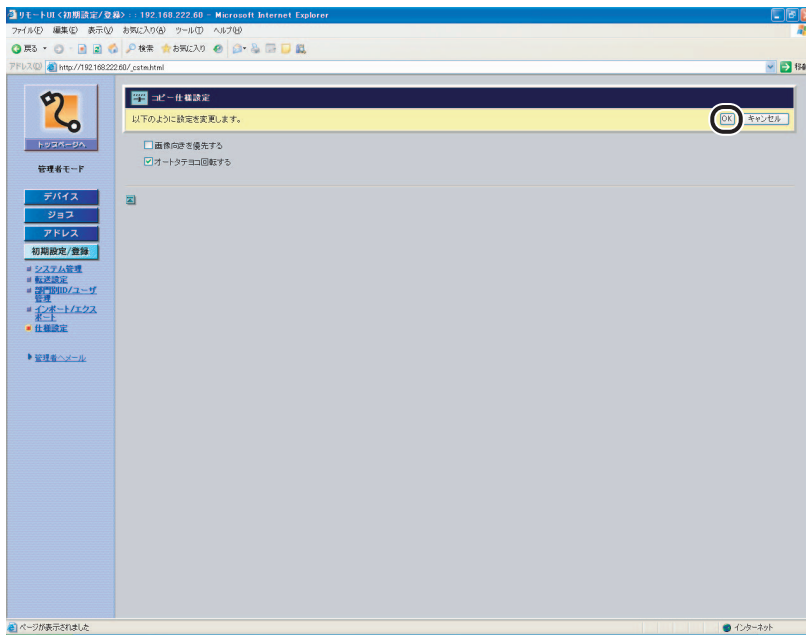 リモートUI <初期設定/登録> : : 192.168.222.60 - Microsoft Internet Explorer
ファイル(F) 編集(E) 表示(V) お気に入り(A) ツール(T) ヘルプ(H)
戻る 検索 お気に入り
アドレス(D) http://192.168.222.60/_cstm.html 移動
コピー仕様設定
以下のように設定を変更します。 OK キャンセル
トップページへ
画像向きを優先する
オートタテヨコ回転する
管理者モード
デバイス
ジョブ
アドレス
初期設定/登録
システム管理
転送設定
部門別ID/ユーザ
管理
インポート/エクス
ポート
仕様設定
管理者へメール
ページが表示されました インターネット